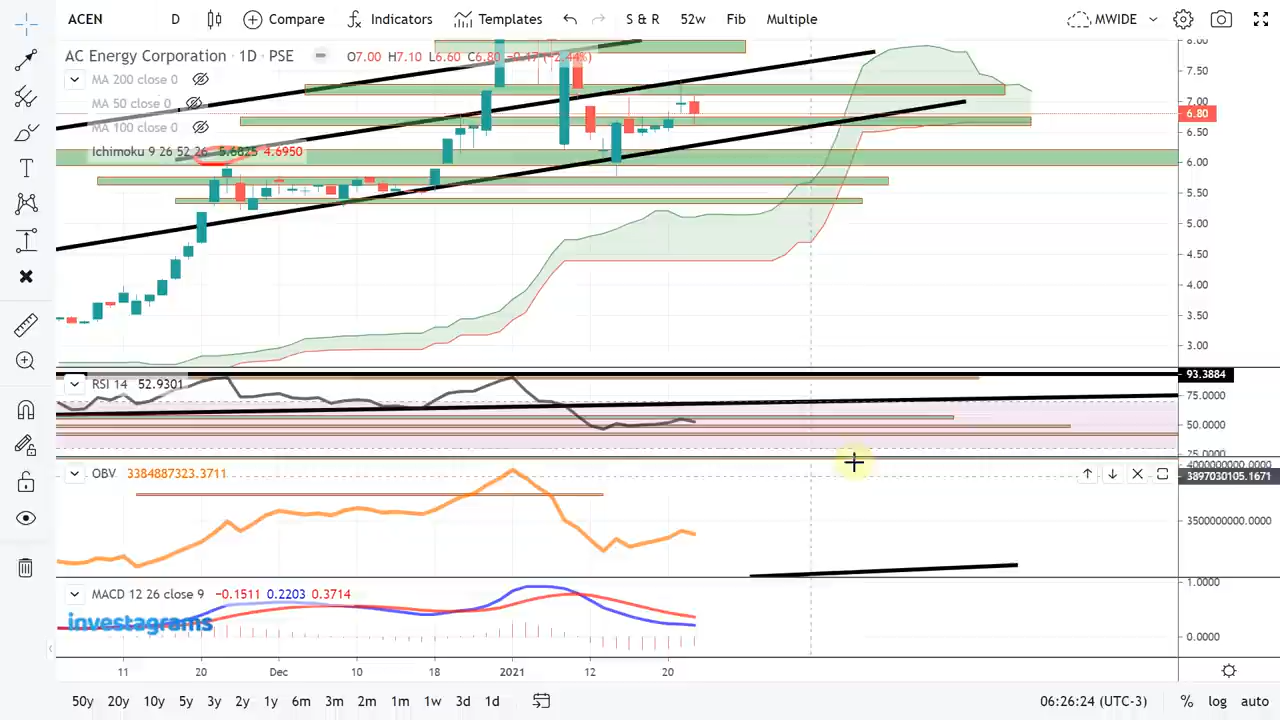 ACEN D Compare Indicators Templates S & R 52w Fib Multiple MWIDE
AC Energy Corporation · 1D · PSE O7.00 H7.10 L6.60 C6.80 −0.17 (−2.44%)
MA 200 close 0
MA 50 close 0
MA 100 close 0
Ichimoku 9 26 52 26 5.6825 4.6950
8.00
7.50
7.00
6.80
6.50
6.00
5.50
5.00
4.50
4.00
3.50
3.00
RSI 14 52.9301
93.3884
75.0000
50.0000
25.0000
OBV 3384887323.3711
4000000000.0000
3897030105.1671
3500000000.0000
MACD 12 26 close 9 −0.1511 0.2203 0.3714
1.0000
0.0000
investagrams
11 20 Dec 10 18 2021 12 20
50y 20y 10y 5y 3y 2y 1y 6m 3m 2m 1m 1w 3d 1d 06:26:24 (UTC-3) % log auto